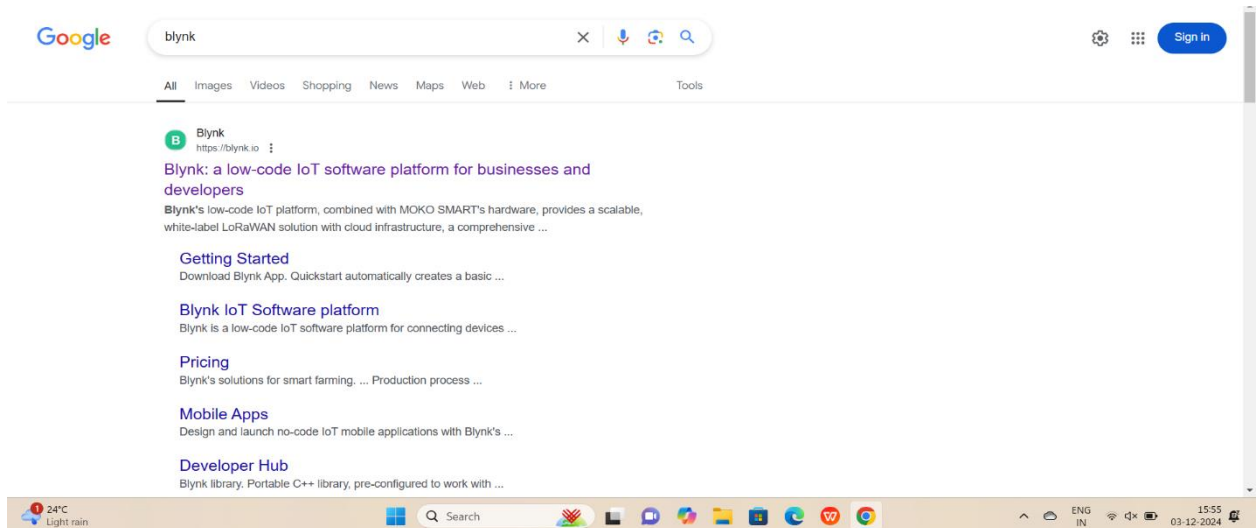 Google
blynk
Sign in
All Images Videos Shopping News Maps Web More Tools
Blynk
https://blynk.io
Blynk: a low-code IoT software platform for businesses and
developers
Blynk's low-code IoT platform, combined with MOKO SMART's hardware, provides a scalable,
white-label LoRaWAN solution with cloud infrastructure, a comprehensive ...
Getting Started
Download Blynk App. Quickstart automatically creates a basic ...
Blynk IoT Software platform
Blynk is a low-code IoT software platform for connecting devices ...
Pricing
Blynk's solutions for smart farming. ... Production process ...
Mobile Apps
Design and launch no-code IoT mobile applications with Blynk's ...
Developer Hub
Blynk library. Portable C++ library, pre-configured to work with ...
1 24°C
Light rain
Search
ENG
IN
15:55
03-12-2024